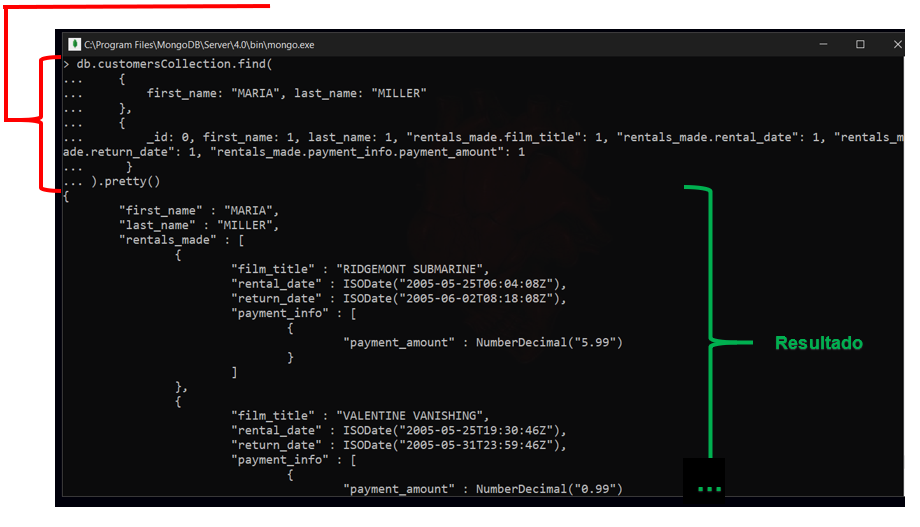 C:\Program Files\MongoDB\Server\4.0\bin\mongo.exe
> db.customersCollection.find(
...     {
...         first_name: "MARIA", last_name: "MILLER"
...     },
...     {
...         _id: 0, first_name: 1, last_name: 1, "rentals_made.film_title": 1, "rentals_made.rental_date": 1, "rentals_m
ade.return_date": 1, "rentals_made.payment_info.payment_amount": 1
...      }
... ).pretty()
{
        "first_name" : "MARIA",
        "last_name" : "MILLER",
        "rentals_made" : [
                {
                        "film_title" : "RIDGEMONT SUBMARINE",
                        "rental_date" : ISODate("2005-05-25T06:04:08Z"),
                        "return_date" : ISODate("2005-06-02T08:18:08Z"),
                        "payment_info" : [
                                {
                                        "payment_amount" : NumberDecimal("5.99")
                                }
                        ]
                },
                {
                        "film_title" : "VALENTINE VANISHING",
                        "rental_date" : ISODate("2005-05-25T19:30:46Z"),
                        "return_date" : ISODate("2005-05-31T23:59:46Z"),
                        "payment_info" : [
                                {
                                        "payment_amount" : NumberDecimal("0.99")
Resultado
...